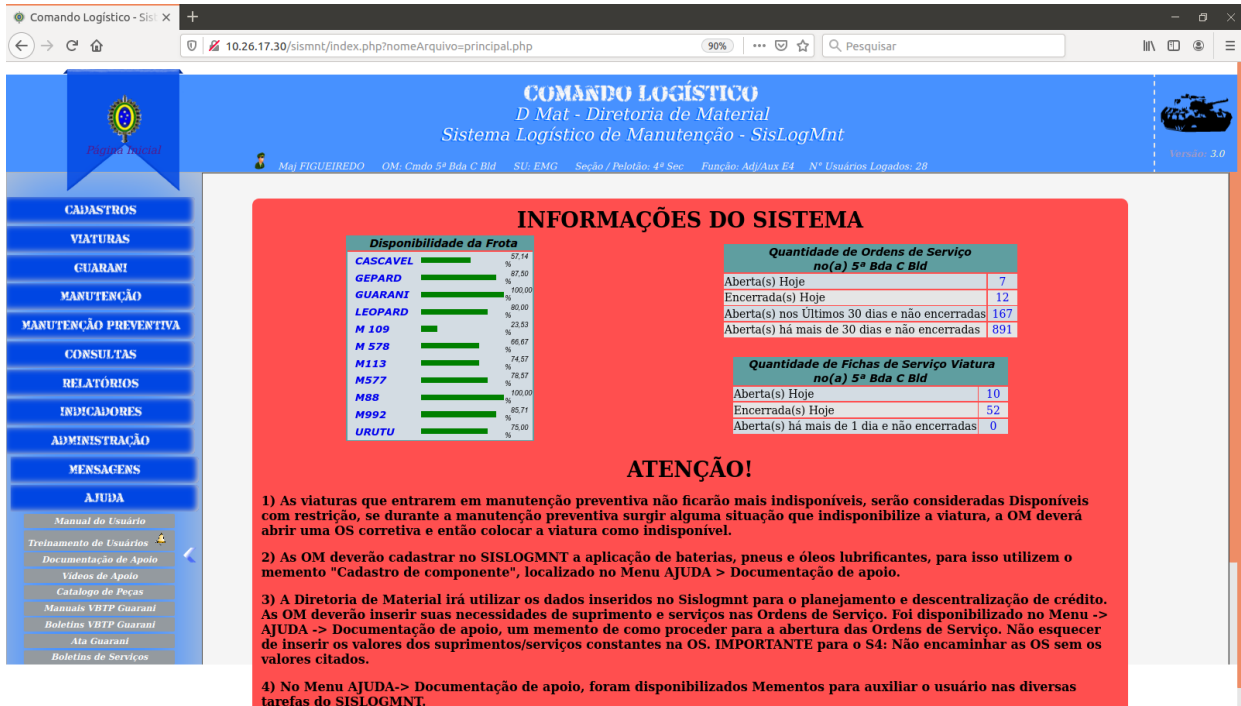 Comando Logístico - Sist
10.26.17.30/sismnt/index.php?nomeArquivo=principal.php
90%
Pesquisar
COMANDO LOGÍSTICO
D Mat - Diretoria de Material
Sistema Logístico de Manutenção - SisLogMnt
Página Inicial
Versão: 3.0
Maj FIGUEIREDO OM: Cmdo 5ª Bda C Bld SU: EMG Seção / Pelotão: 4ª Sec Função: Adj/Aux E4 Nº Usuários Logados: 28
CADASTROS
VIATURAS
GUARANI
MANUTENÇÃO
MANUTENÇÃO PREVENTIVA
CONSULTAS
RELATÓRIOS
INDICADORES
ADMINISTRAÇÃO
MENSAGENS
AJUDA
Manual do Usuário
Treinamento de Usuários
Documentação de Apoio
Vídeos de Apoio
Catalogo de Peças
Manuais VBTP Guarani
Boletins VBTP Guarani
Ata Guarani
Boletins de Serviços
INFORMAÇÕES DO SISTEMA
Disponibilidade da Frota
CASCAVEL 57,14 %
GEPARD 87,50 %
GUARANI 100,00 %
LEOPARD 80,00 %
M 109 23,53 %
M 578 66,67 %
M113 74,57 %
M577 78,57 %
M88 100,00 %
M992 85,71 %
URUTU 75,00 %
Quantidade de Ordens de Serviço
no(a) 5ª Bda C Bld
Aberta(s) Hoje 7
Encerrada(s) Hoje 12
Aberta(s) nos Últimos 30 dias e não encerradas 167
Aberta(s) há mais de 30 dias e não encerradas 891
Quantidade de Fichas de Serviço Viatura
no(a) 5ª Bda C Bld
Aberta(s) Hoje 10
Encerrada(s) Hoje 52
Aberta(s) há mais de 1 dia e não encerradas 0
ATENÇÃO!
1) As viaturas que entrarem em manutenção preventiva não ficarão mais indisponíveis, serão consideradas Disponíveis
com restrição, se durante a manutenção preventiva surgir alguma situação que indisponibilize a viatura, a OM deverá
abrir uma OS corretiva e então colocar a viatura como indisponível.
2) As OM deverão cadastrar no SISLOGMNT a aplicação de baterias, pneus e óleos lubrificantes, para isso utilizem o
memento "Cadastro de componente", localizado no Menu AJUDA > Documentação de apoio.
3) A Diretoria de Material irá utilizar os dados inseridos no Sislogmnt para o planejamento e descentralização de crédito.
As OM deverão inserir suas necessidades de suprimento e serviços nas Ordens de Serviço. Foi disponibilizado no Menu ->
AJUDA -> Documentação de apoio, um memento de como proceder para a abertura das Ordens de Serviço. Não esquecer
de inserir os valores dos suprimentos/serviços constantes na OS. IMPORTANTE para o S4: Não encaminhar as OS sem os
valores citados.
4) No Menu AJUDA-> Documentação de apoio, foram disponibilizados Mementos para auxiliar o usuário nas diversas
tarefas do SISLOGMNT.